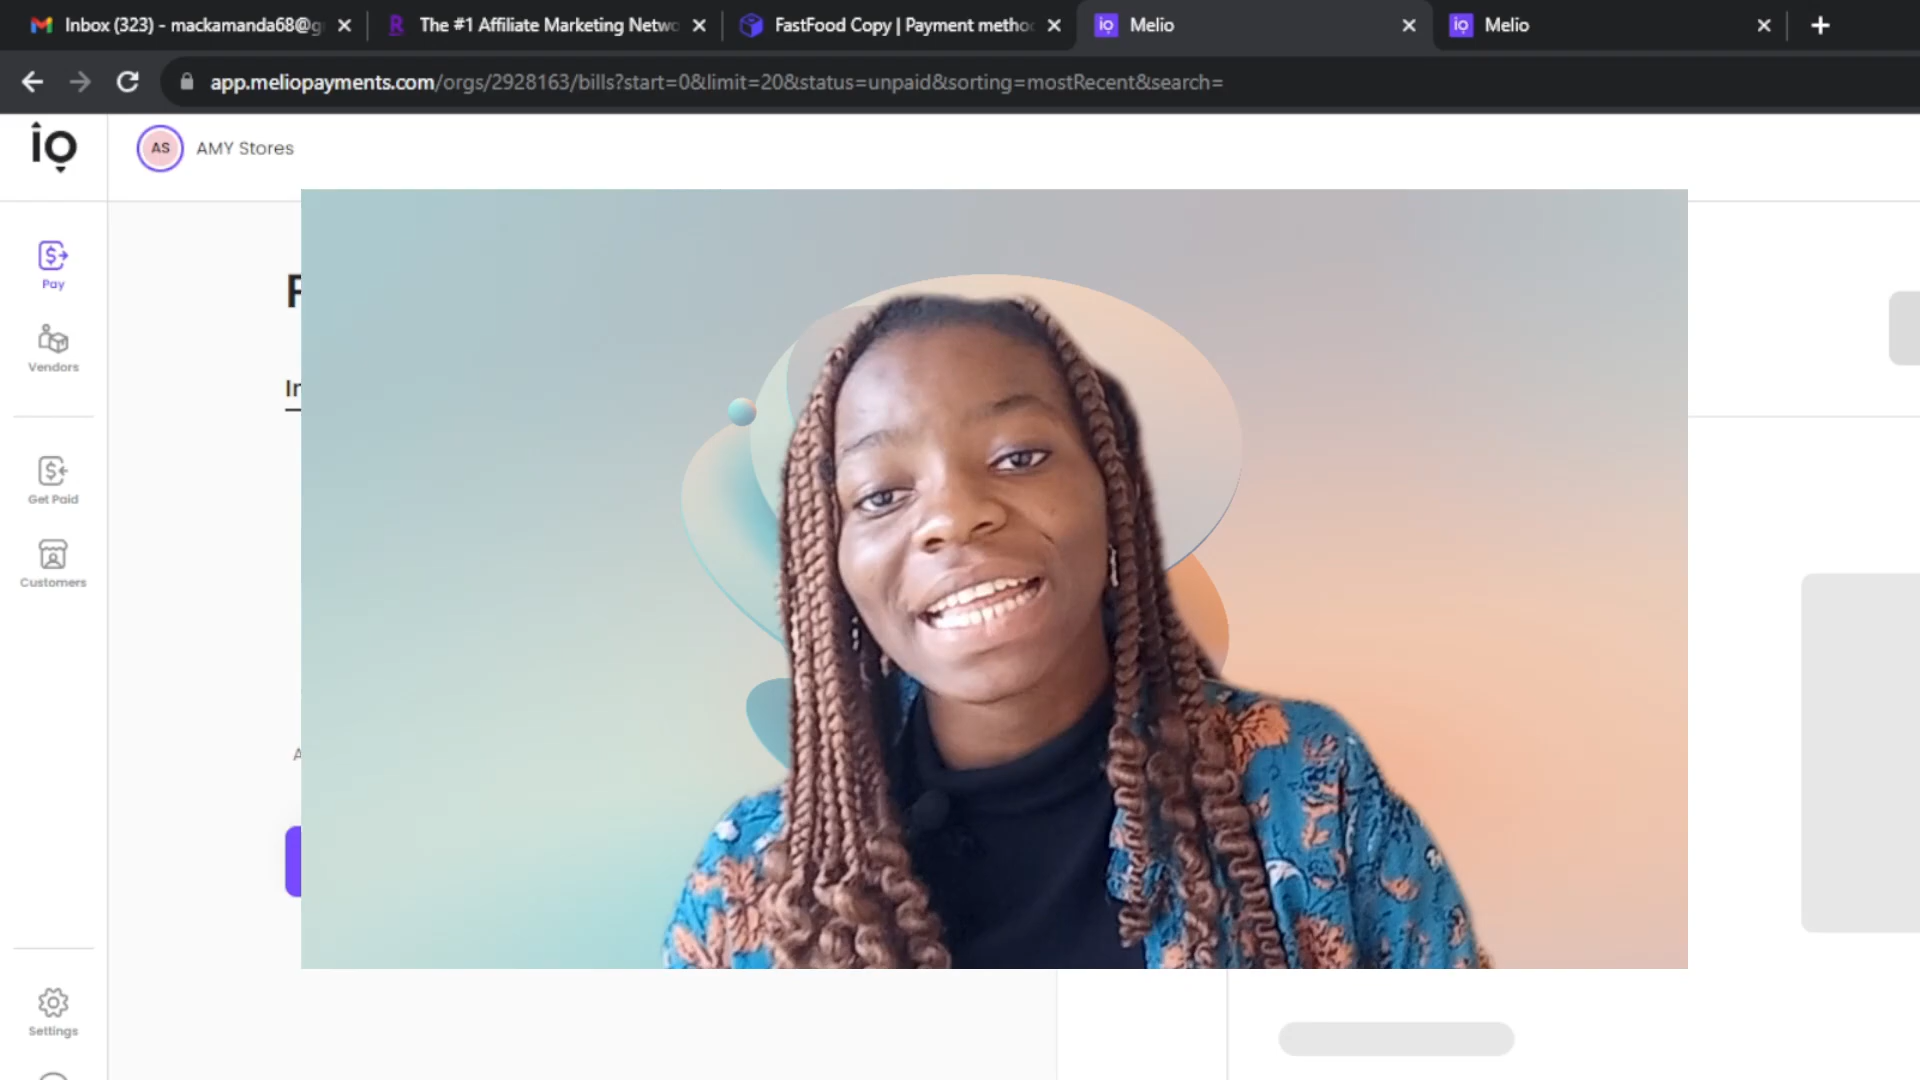 Inbox (323) - mackamanda68@g
The #1 Affiliate Marketing Netwo
FastFood Copy | Payment metho
Melio
Melio
app.meliopayments.com/orgs/2928163/bills?start=0&limit=20&status=unpaid&sorting=mostRecent&search=
io
AS
AMY Stores
Pay
Vendors
Get Paid
Customers
Settings